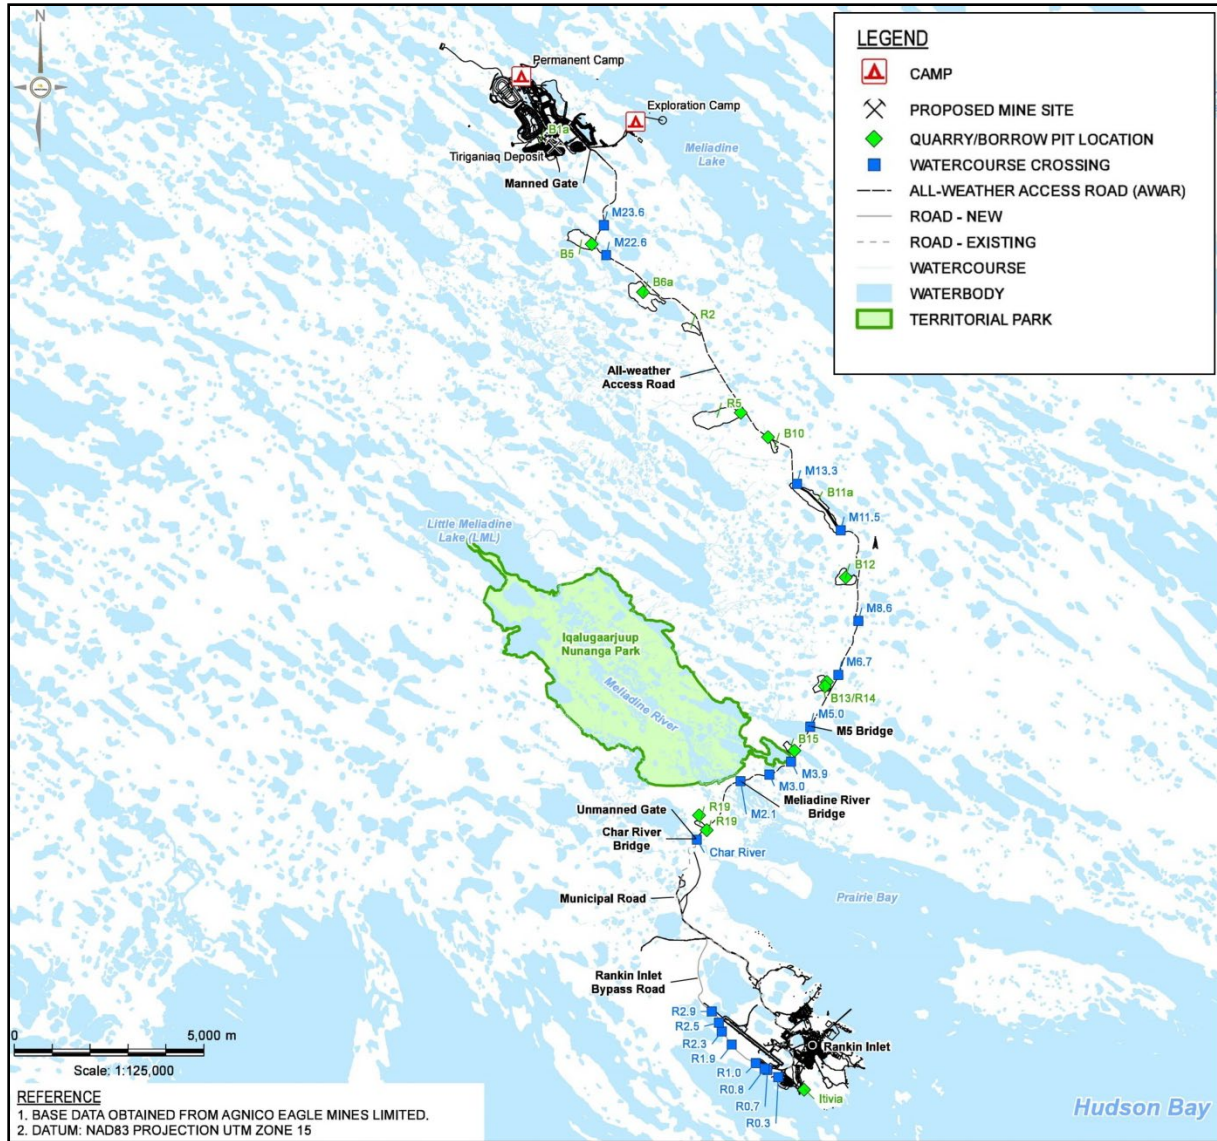 N
LEGEND
CAMP
PROPOSED MINE SITE
QUARRY/BORROW PIT LOCATION
WATERCOURSE CROSSING
ALL-WEATHER ACCESS ROAD (AWAR)
ROAD - NEW
ROAD - EXISTING
WATERCOURSE
WATERBODY
TERRITORIAL PARK
Permanent Camp
Exploration Camp
B1a
Meliadine
Lake
Tiriganiaq Deposit
Manned Gate
M23.6
B5
M22.6
B6a
R2
All-weather
Access Road
R5
B10
M13.3
B11a
M11.5
Little Meliadine
Lake (LML)
B12
M8.6
Iqalugaarjuup
Nunanga Park
Meliadine River
M6.7
B13/R14
M5.0
M5 Bridge
B15
M3.9
M3.0
Meliadine River
Bridge
M2.1
Unmanned Gate
R19
R19
Char River
Bridge
Char River
Municipal Road
Prairie Bay
Rankin Inlet
Bypass Road
R2.9
R2.5
R2.3
R1.9
R1.0
R0.8
R0.7
R0.3
Rankin Inlet
Itivia
Hudson Bay
0 5,000 m
Scale: 1:125,000
REFERENCE
1. BASE DATA OBTAINED FROM AGNICO EAGLE MINES LIMITED.
2. DATUM: NAD83 PROJECTION UTM ZONE 15